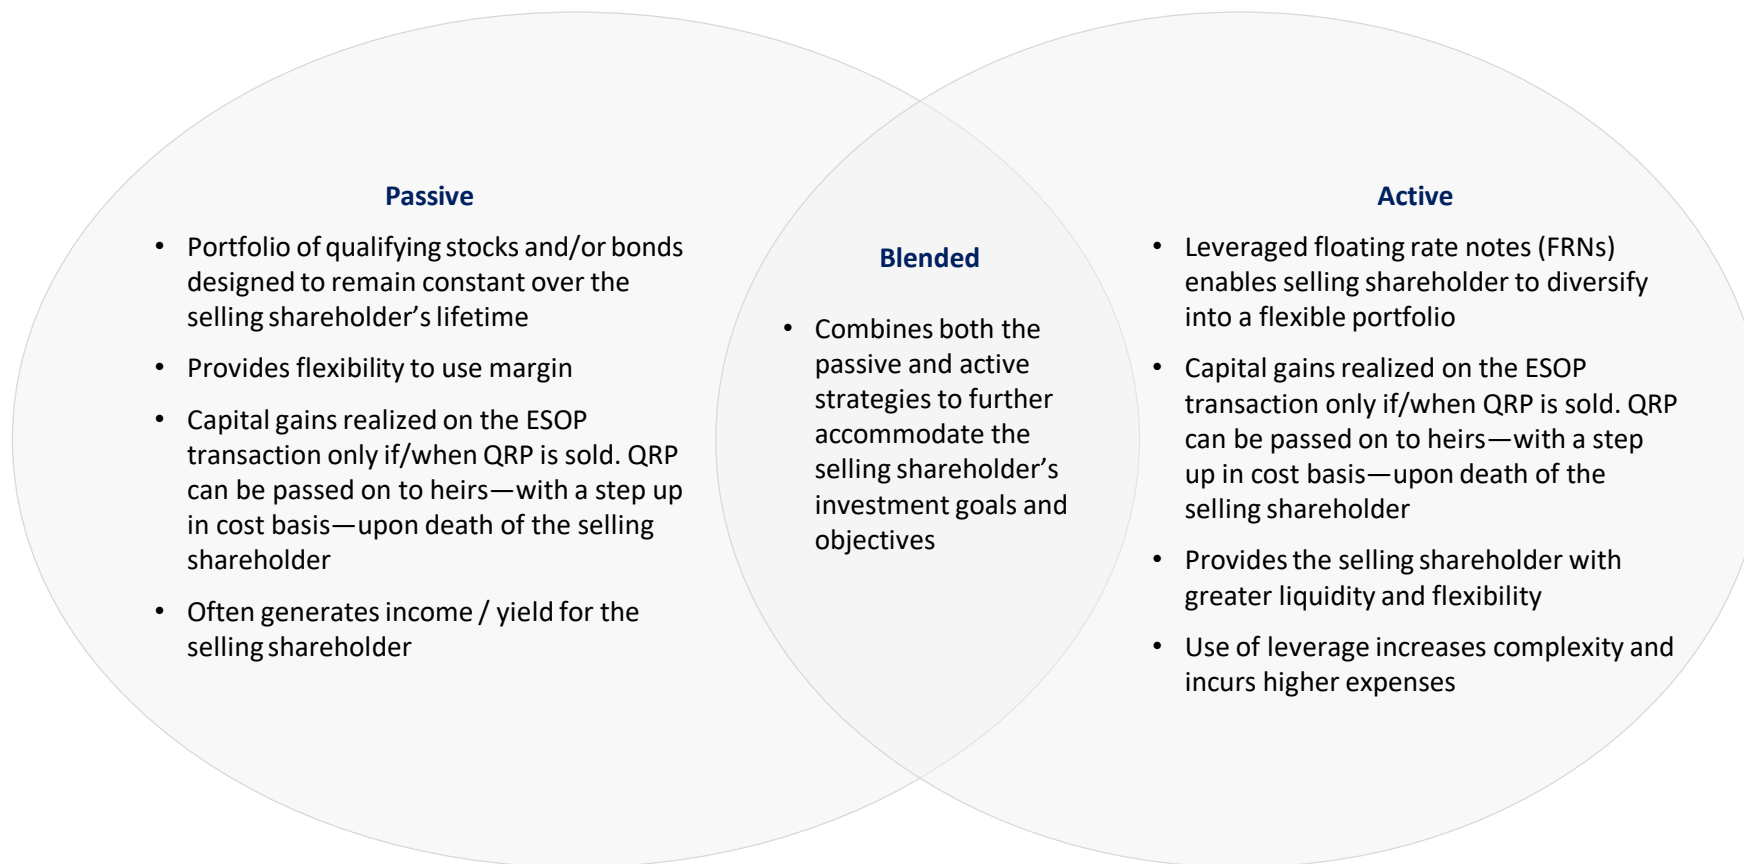 Passive
• Portfolio of qualifying stocks and/or bonds
designed to remain constant over the
selling shareholder’s lifetime
• Provides flexibility to use margin
• Capital gains realized on the ESOP
transaction only if/when QRP is sold. QRP
can be passed on to heirs—with a step up
in cost basis—upon death of the selling
shareholder
• Often generates income / yield for the
selling shareholder
Blended
• Combines both the
passive and active
strategies to further
accommodate the
selling shareholder’s
investment goals and
objectives
Active
• Leveraged floating rate notes (FRNs)
enables selling shareholder to diversify
into a flexible portfolio
• Capital gains realized on the ESOP
transaction only if/when QRP is sold. QRP
can be passed on to heirs—with a step
up in cost basis—upon death of the
selling shareholder
• Provides the selling shareholder with
greater liquidity and flexibility
• Use of leverage increases complexity and
incurs higher expenses